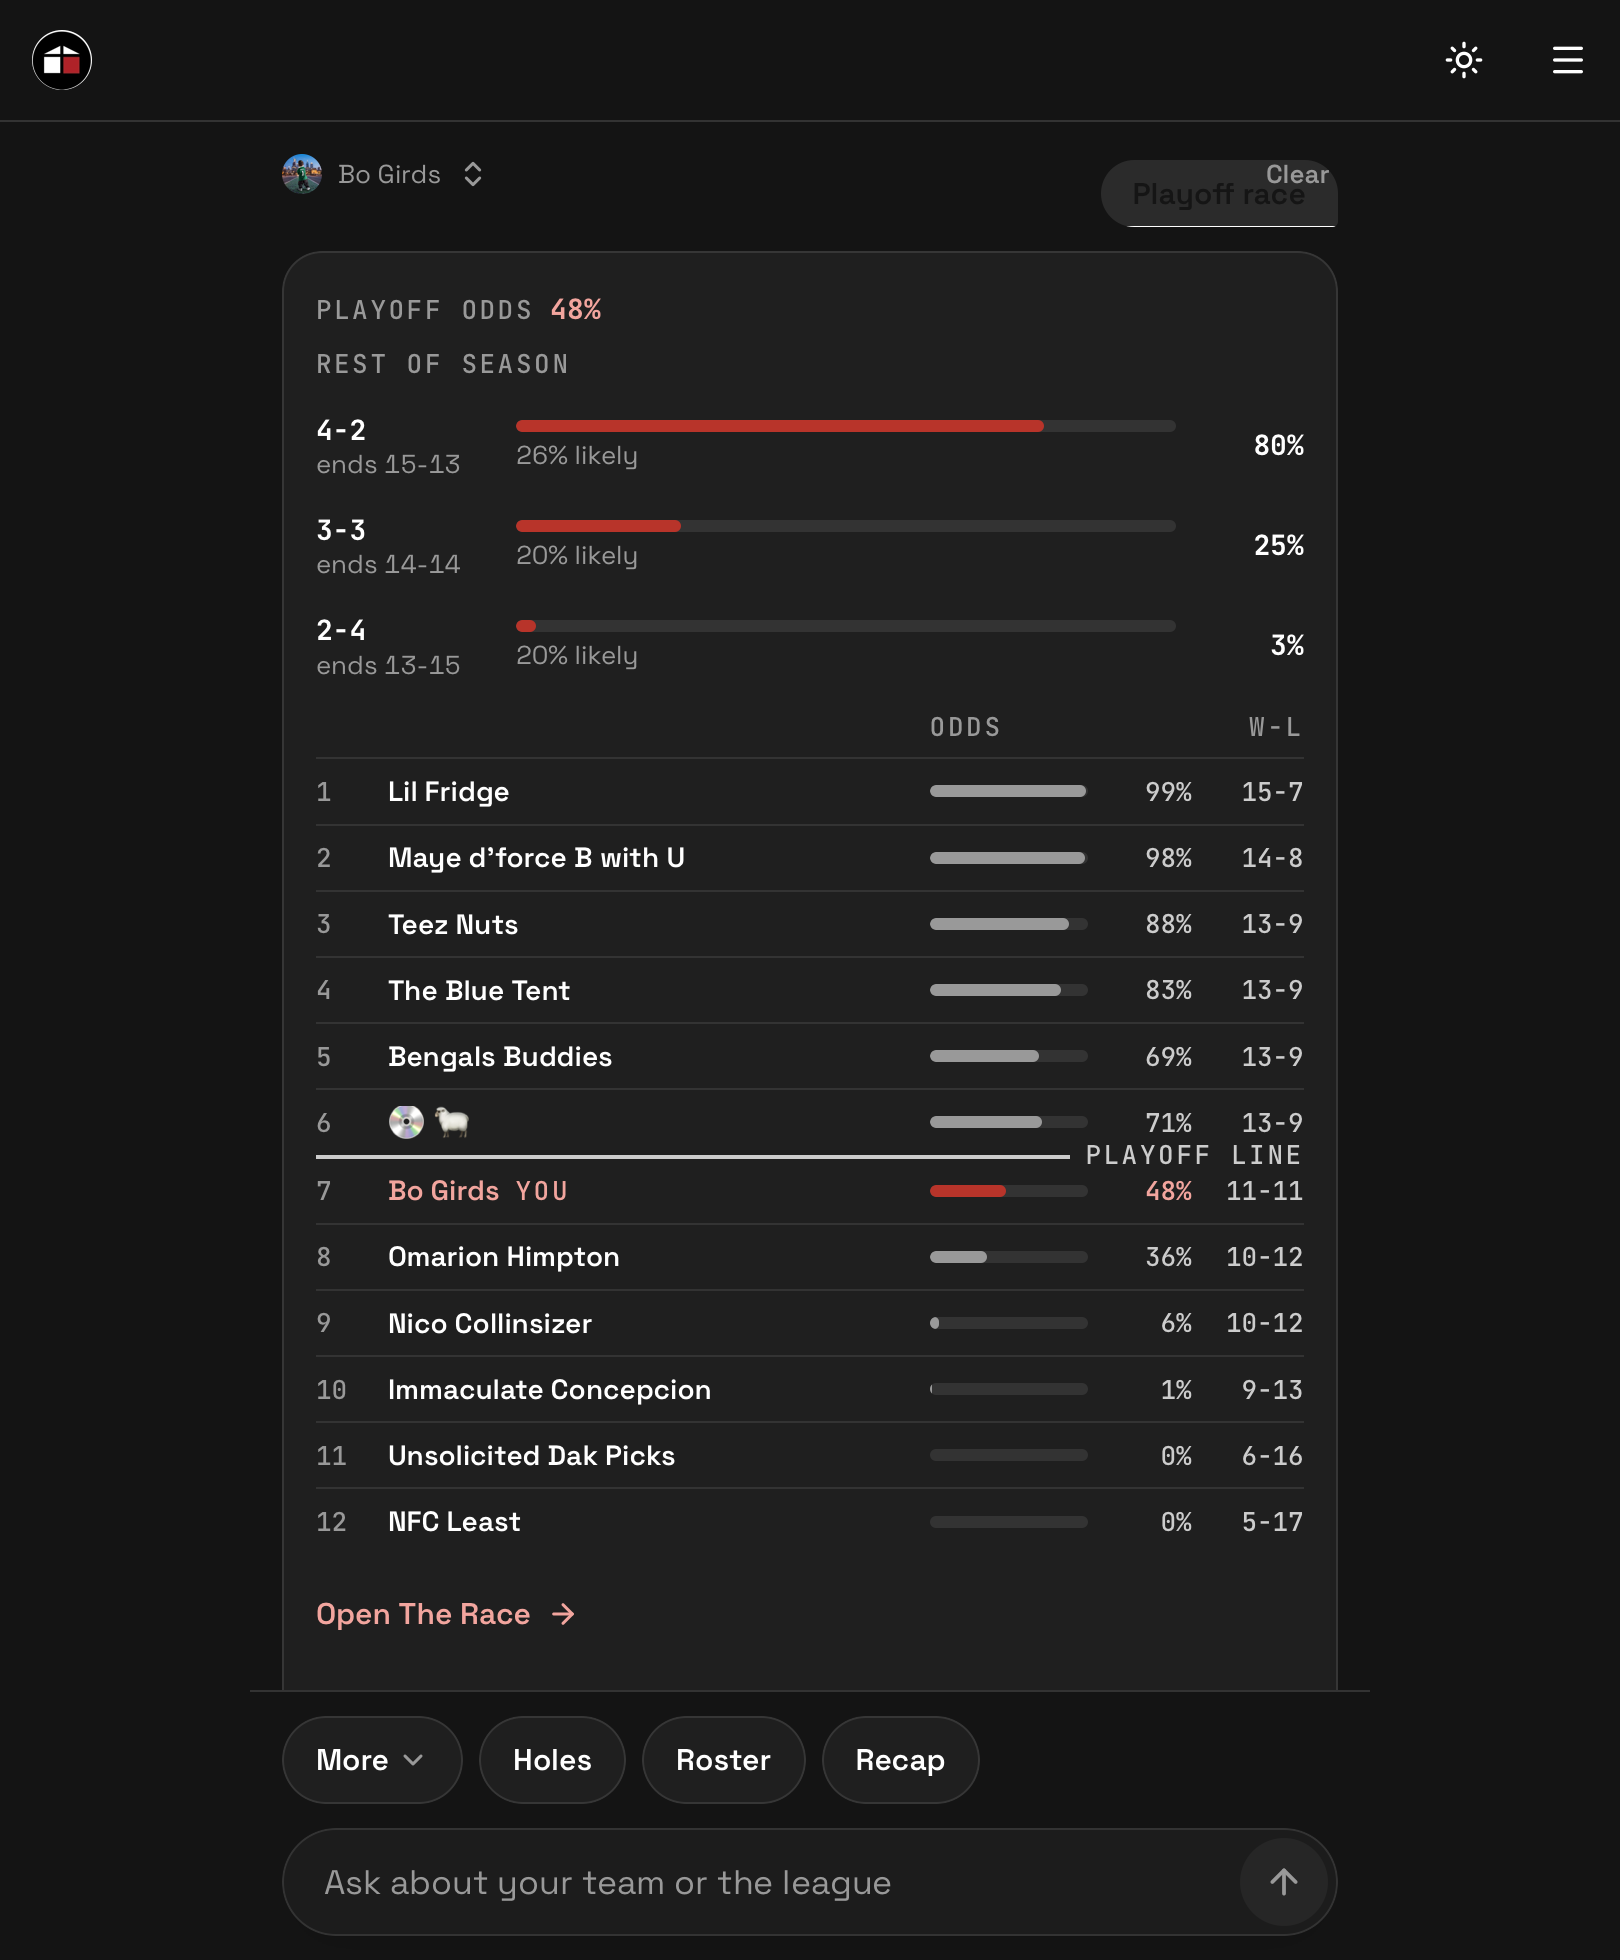 Bo Girds
Clear
Playoff race
PLAYOFF ODDS 48%
REST OF SEASON
4-2
ends 15-13
26% likely
80%
3-3
ends 14-14
20% likely
25%
2-4
ends 13-15
20% likely
3%
ODDS W-L
1 Lil Fridge 99% 15-7
2 Maye d’force B with U 98% 14-8
3 Teez Nuts 88% 13-9
4 The Blue Tent 83% 13-9
5 Bengals Buddies 69% 13-9
6 💿 🐑 71% 13-9
PLAYOFF LINE
7 Bo Girds YOU 48% 11-11
8 Omarion Himpton 36% 10-12
9 Nico Collinsizer 6% 10-12
10 Immaculate Concepcion 1% 9-13
11 Unsolicited Dak Picks 0% 6-16
12 NFC Least 0% 5-17
Open The Race →
More
Holes
Roster
Recap
Ask about your team or the league